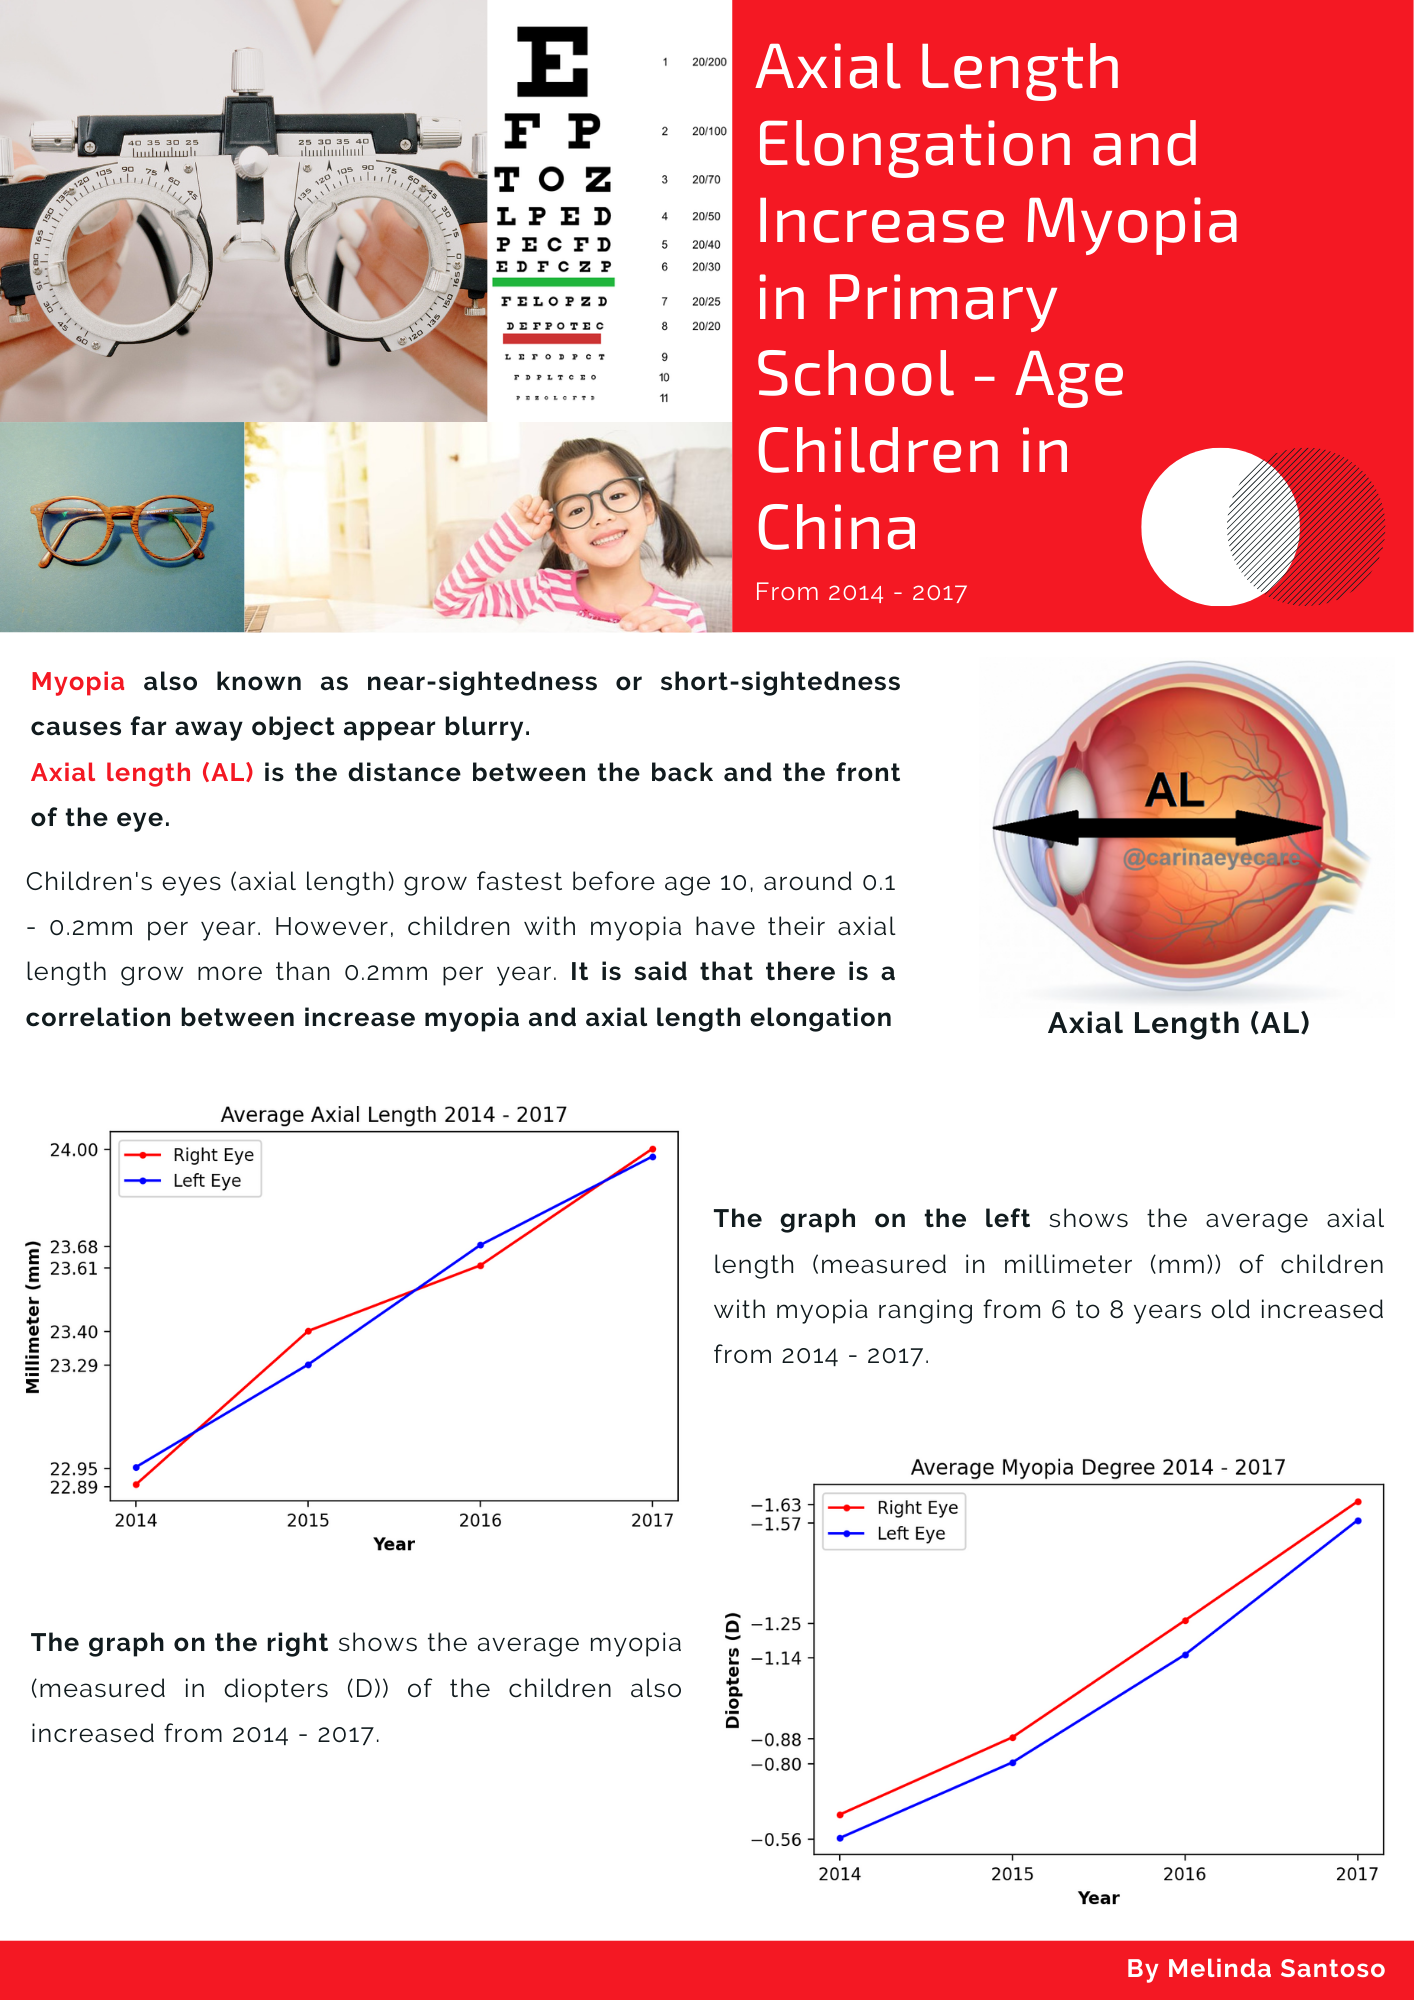 E 1 20/200
F P 2 20/100
T O Z 3 20/70
L P E D 4 20/50
P E C F D 5 20/40
E D F C Z P 6 20/30
F E L O P Z D 7 20/25
D E F P O T E C 8 20/20
L E F O D P C T 9
F D P L T C E O 10
P E Z O L C F T D 11
40 35 30 25
25 30 35 40
Axial Length
Elongation and
Increase Myopia
in Primary
School - Age
Children in
China
From 2014 - 2017
Myopia also known as near-sightedness or short-sightedness
causes far away object appear blurry.
Axial length (AL) is the distance between the back and the front
of the eye.
Children's eyes (axial length) grow fastest before age 10, around 0.1
- 0.2mm per year. However, children with myopia have their axial
length grow more than 0.2mm per year. It is said that there is a
correlation between increase myopia and axial length elongation
AL
@carinaeyecare
Axial Length (AL)
Average Axial Length 2014 - 2017
Right Eye
Left Eye
Millimeter (mm)
24.00
23.68
23.61
23.40
23.29
22.95
22.89
2014 2015 2016 2017
Year
The graph on the left shows the average axial
length (measured in millimeter (mm)) of children
with myopia ranging from 6 to 8 years old increased
from 2014 - 2017.
The graph on the right shows the average myopia
(measured in diopters (D)) of the children also
increased from 2014 - 2017.
Average Myopia Degree 2014 - 2017
Right Eye
Left Eye
Diopters (D)
−1.63
−1.57
−1.25
−1.14
−0.88
−0.80
−0.56
2014 2015 2016 2017
Year
By Melinda Santoso